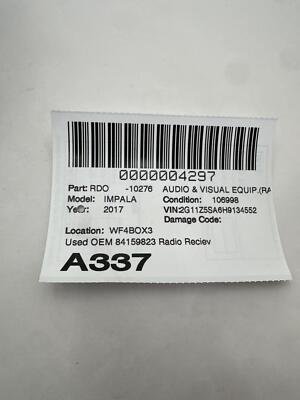 0000004297
Part: RDO -10276 AUDIO & VISUAL EQUIP.(RA
Model: IMPALA Condition: 106998
Year: 2017 VIN:2G11Z5SA6H9134552
Damage Code:
Location: WF4BOX3
Used OEM 84159823 Radio Reciev
A337